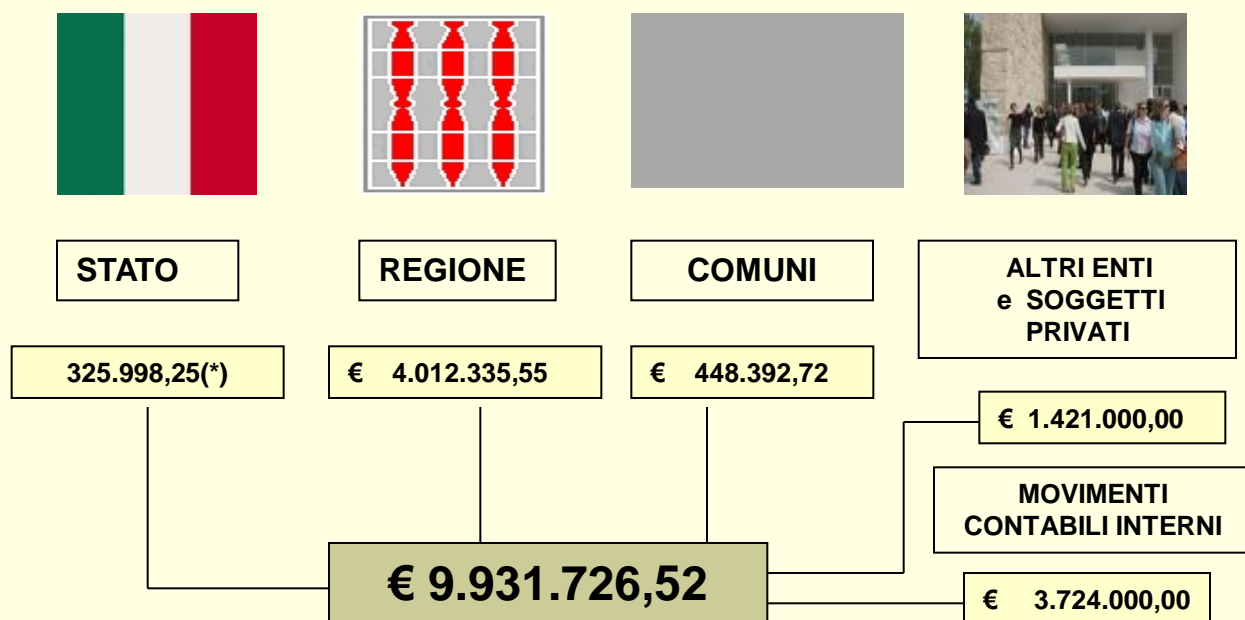 STATO
REGIONE
COMUNI
ALTRI ENTI
e SOGGETTI
PRIVATI
325.998,25(*)
€ 4.012.335,55
€ 448.392,72
€ 1.421.000,00
MOVIMENTI
CONTABILI INTERNI
€ 9.931.726,52
€ 3.724.000,00